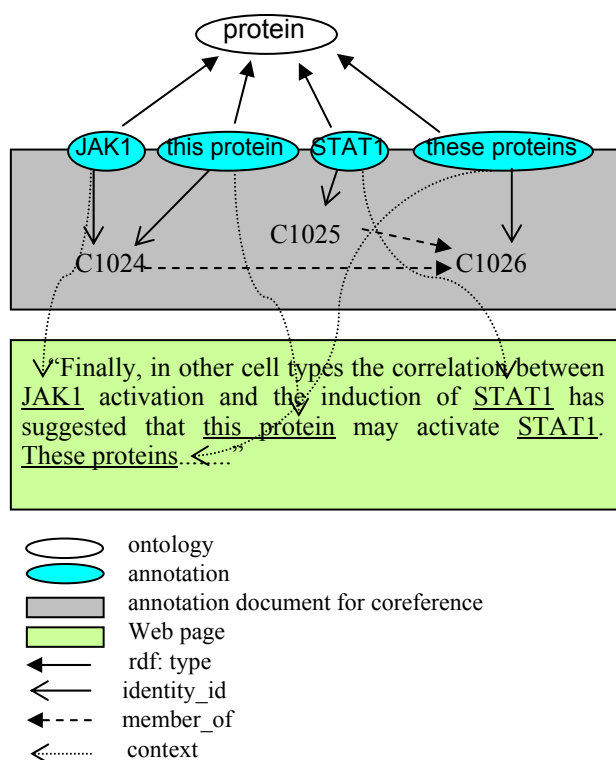 protein
JAK1 this protein STAT1 these proteins
C1025
C1024 C1026
“Finally, in other cell types the correlation between
JAK1 activation and the induction of STAT1 has
suggested that this protein may activate STAT1.
These proteins........”
ontology
annotation
annotation document for coreference
Web page
rdf: type
identity_id
member_of
context